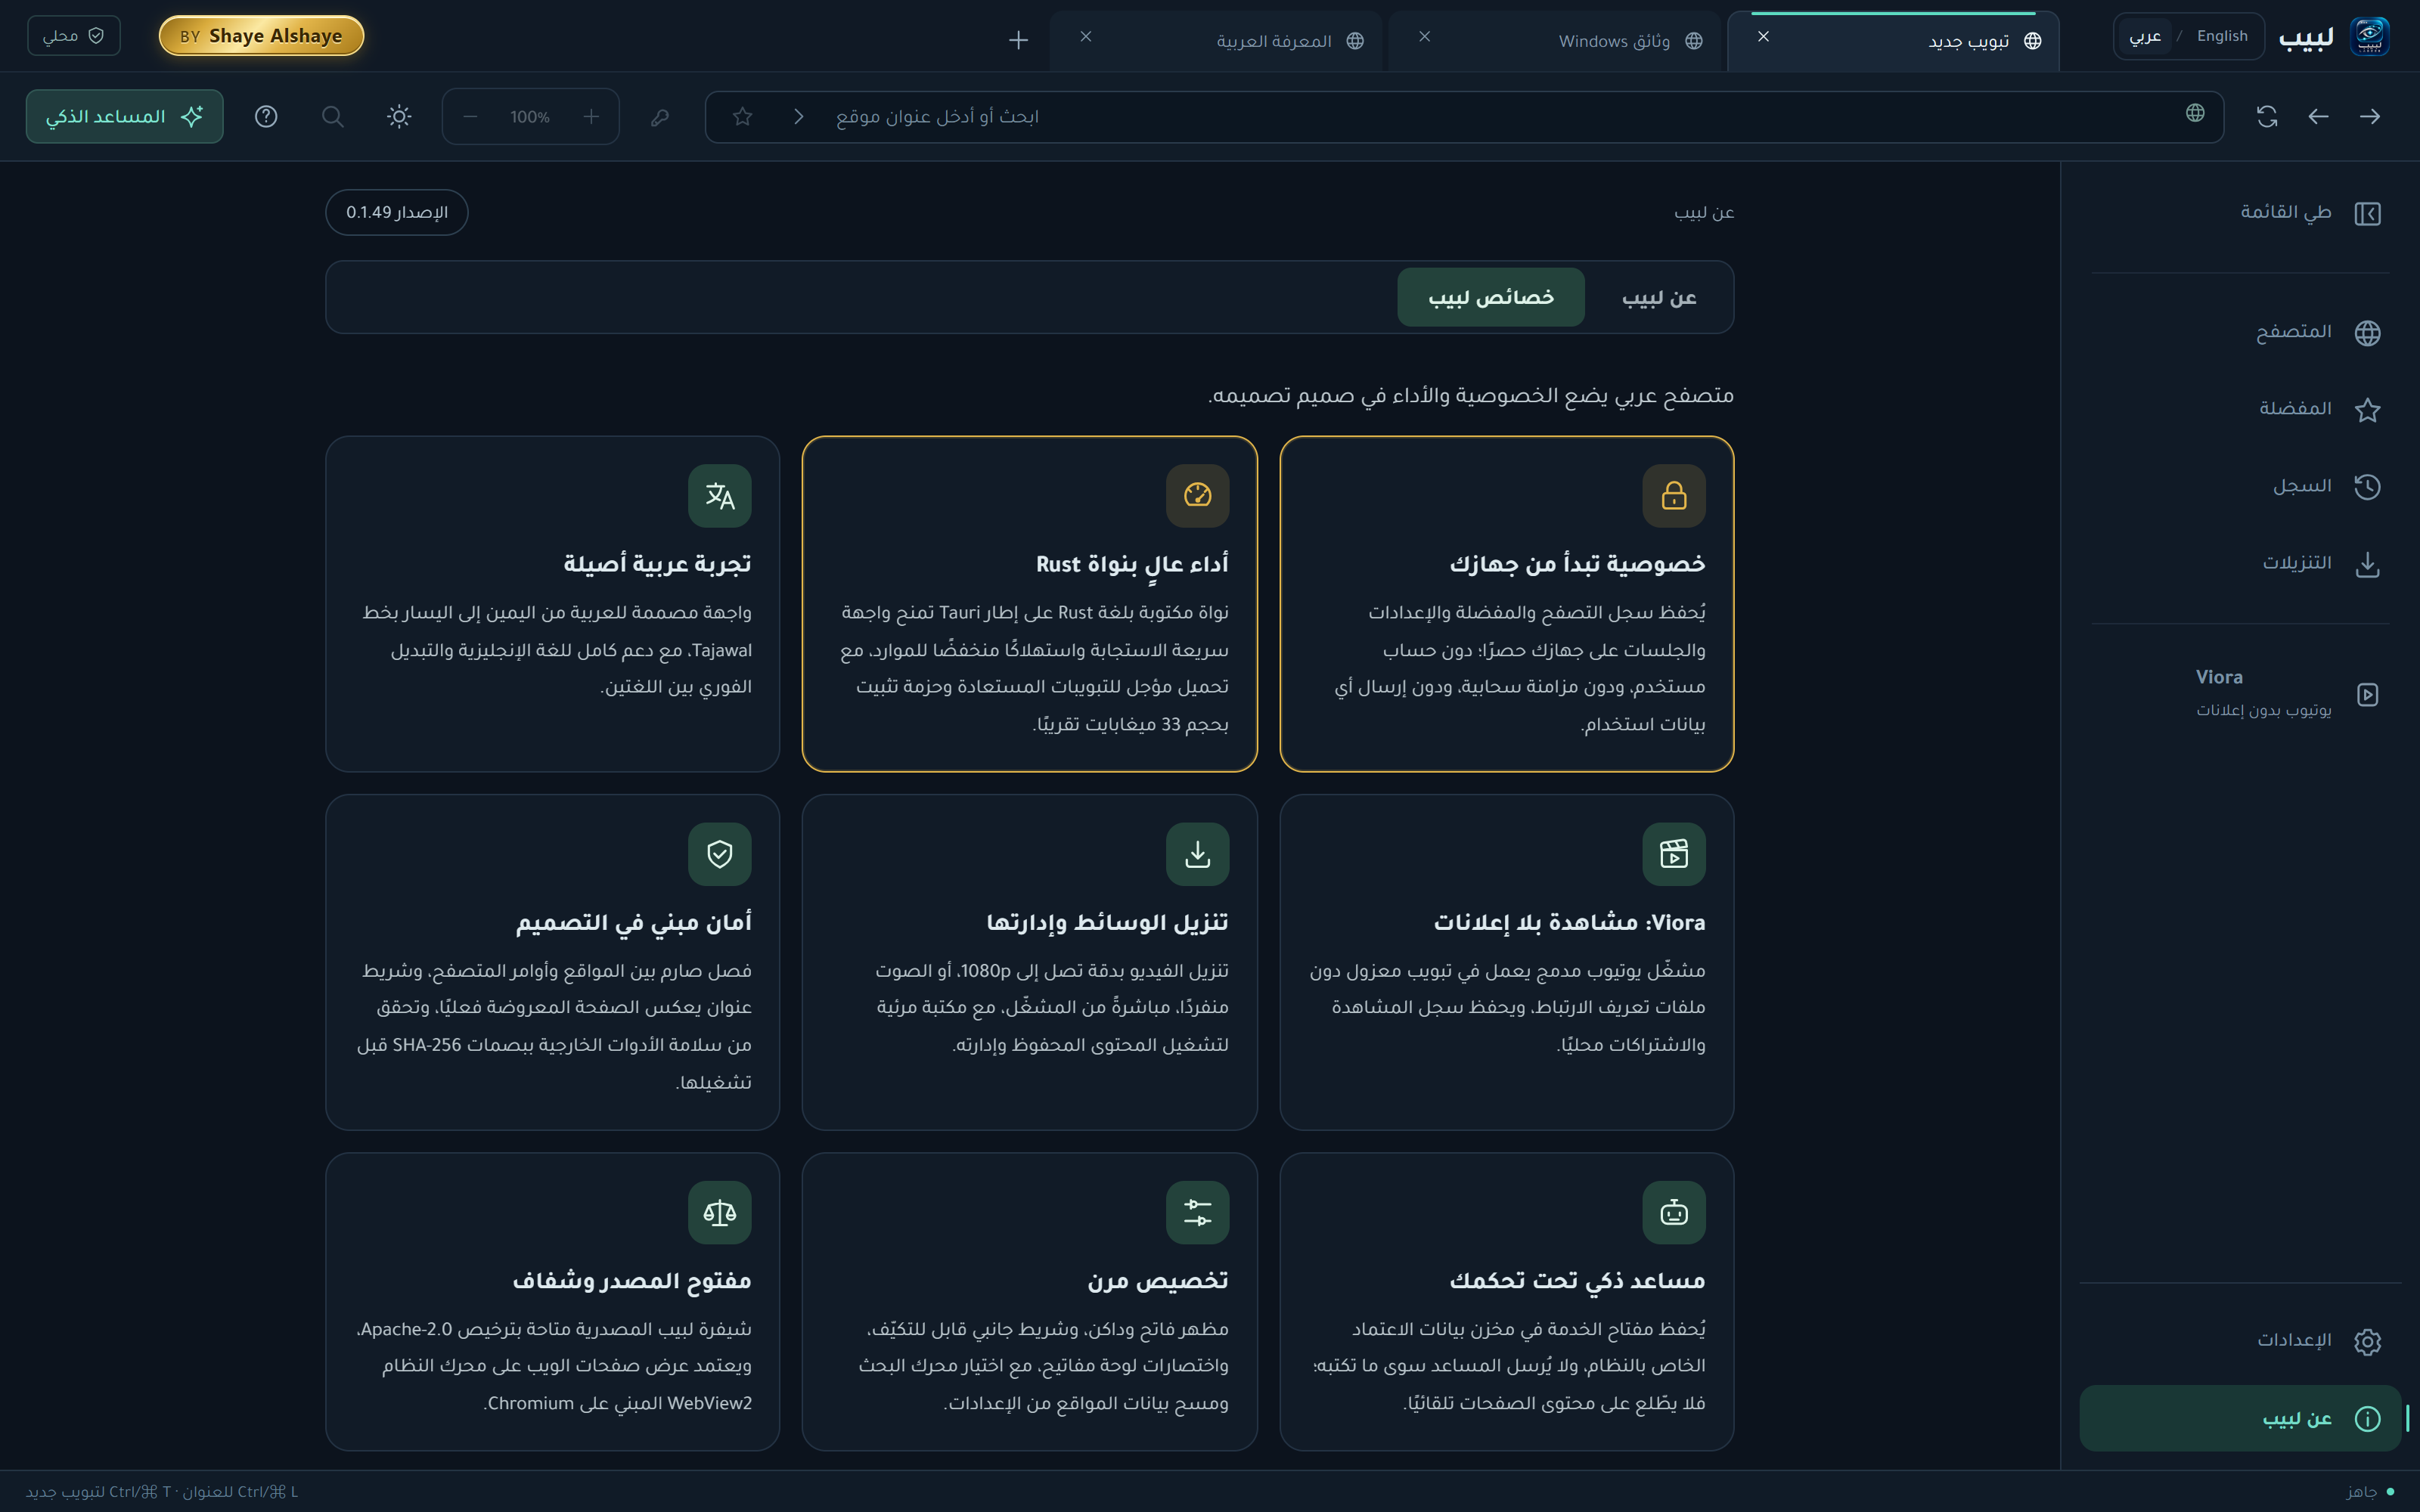 لبيب
English / عربي
تبويب جديد
وثائق Windows
المعرفة العربية
BY Shaye Alshaye
محلي
ابحث أو أدخل عنوان موقع
100%
المساعد الذكي
طي القائمة
المتصفح
المفضلة
السجل
التنزيلات
Viora
يوتيوب بدون إعلانات
الإعدادات
عن لبيب
عن لبيب
الإصدار 0.1.49
عن لبيب
خصائص لبيب
متصفح عربي يضع الخصوصية والأداء في صميم تصميمه.
خصوصية تبدأ من جهازك
يُحفظ سجل التصفح والمفضلة والإعدادات
والجلسات على جهازك حصرًا؛ دون حساب
مستخدم، ودون مزامنة سحابية، ودون إرسال أي
بيانات استخدام.
أداء عالٍ بنواة Rust
نواة مكتوبة بلغة Rust على إطار Tauri تمنح واجهة
سريعة الاستجابة واستهلاكًا منخفضًا للموارد، مع
تحميل مؤجل للتبويبات المستعادة وحزمة تثبيت
بحجم 33 ميغابايت تقريبًا.
تجربة عربية أصيلة
واجهة مصممة للعربية من اليمين إلى اليسار بخط
Tajawal، مع دعم كامل للغة الإنجليزية والتبديل
الفوري بين اللغتين.
Viora: مشاهدة بلا إعلانات
مشغّل يوتيوب مدمج يعمل في تبويب معزول دون
ملفات تعريف الارتباط، ويحفظ سجل المشاهدة
والاشتراكات محليًا.
تنزيل الوسائط وإدارتها
تنزيل الفيديو بدقة تصل إلى 1080p، أو الصوت
منفردًا، مباشرةً من المشغّل، مع مكتبة مرئية
لتشغيل المحتوى المحفوظ وإدارته.
أمان مبني في التصميم
فصل صارم بين المواقع وأوامر المتصفح، وشريط
عنوان يعكس الصفحة المعروضة فعليًا، وتحقق
من سلامة الأدوات الخارجية ببصمات SHA-256 قبل
تشغيلها.
مساعد ذكي تحت تحكمك
يُحفظ مفتاح الخدمة في مخزن بيانات الاعتماد
الخاص بالنظام، ولا يُرسل المساعد سوى ما تكتبه؛
فلا يطّلع على محتوى الصفحات تلقائيًا.
تخصيص مرن
مظهر فاتح وداكن، وشريط جانبي قابل للتكيّف،
واختصارات لوحة مفاتيح، مع اختيار محرك البحث
ومسح بيانات المواقع من الإعدادات.
مفتوح المصدر وشفاف
شيفرة لبيب المصدرية متاحة بترخيص Apache-2.0،
ويعتمد عرض صفحات الويب على محرك النظام
WebView2 المبني على Chromium.
جاهز
Ctrl/⌘ L للعنوان · Ctrl/⌘ T لتبويب جديد